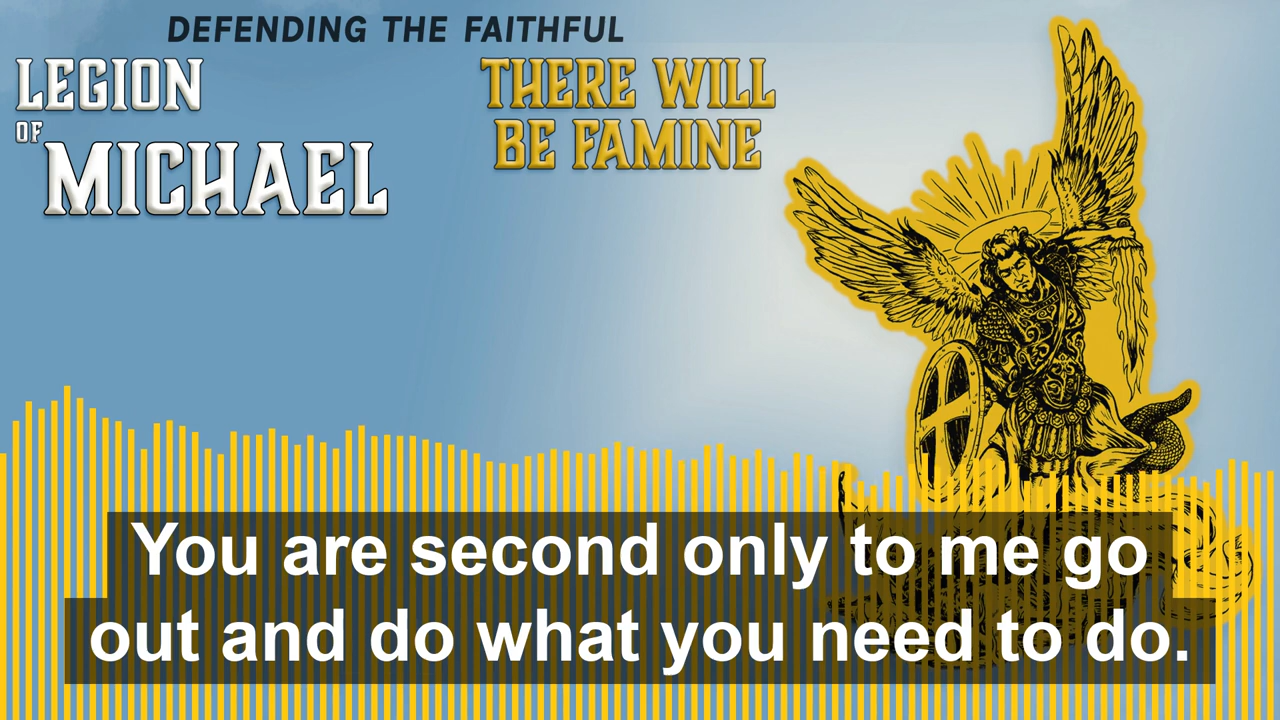 DEFENDING THE FAITHFUL
LEGION
OF
MICHAEL
THERE WILL
BE FAMINE
You are second only to me go
out and do what you need to do.